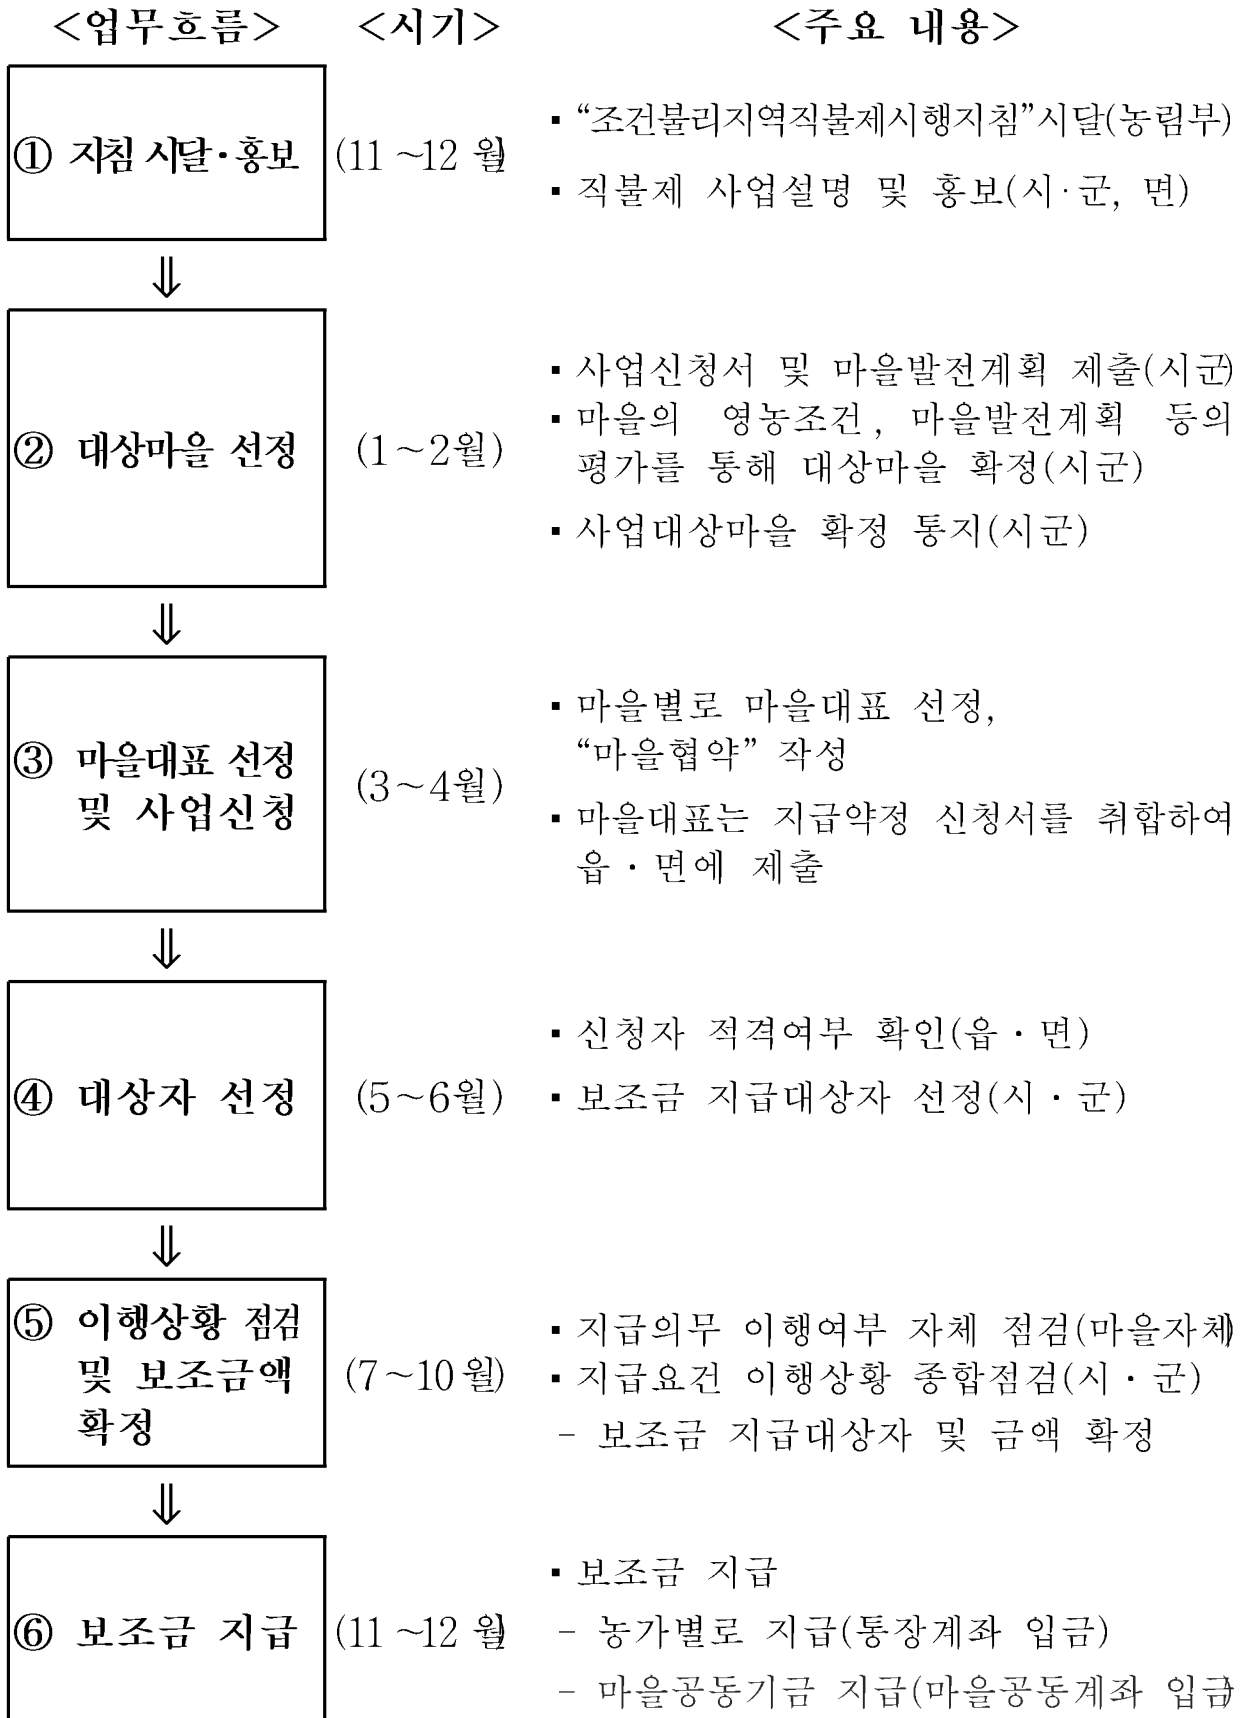 <업무흐름> <시기> <주요 내용>
① 지침 시달·홍보
(11~12월)
▪ “조건불리지역직불제시행지침”시달(농림부)
▪ 직불제 사업설명 및 홍보(시·군, 면)
⇓
② 대상마을 선정
(1~2월)
▪ 사업신청서 및 마을발전계획 제출(시군)
▪ 마을의 영농조건, 마을발전계획 등의
평가를 통해 대상마을 확정(시군)
▪ 사업대상마을 확정 통지(시군)
⇓
③ 마을대표 선정
및 사업신청
(3~4월)
▪ 마을별로 마을대표 선정,
“마을협약” 작성
▪ 마을대표는 지급약정 신청서를 취합하여
읍·면에 제출
⇓
④ 대상자 선정
(5~6월)
▪ 신청자 적격여부 확인(읍·면)
▪ 보조금 지급대상자 선정(시·군)
⇓
⑤ 이행상황 점검
및 보조금액
확정
(7~10월)
▪ 지급의무 이행여부 자체 점검(마을자체)
▪ 지급요건 이행상황 종합점검(시·군)
- 보조금 지급대상자 및 금액 확정
⇓
⑥ 보조금 지급
(11~12월)
▪ 보조금 지급
- 농가별로 지급(통장계좌 입금)
- 마을공동기금 지급(마을공동계좌 입금)